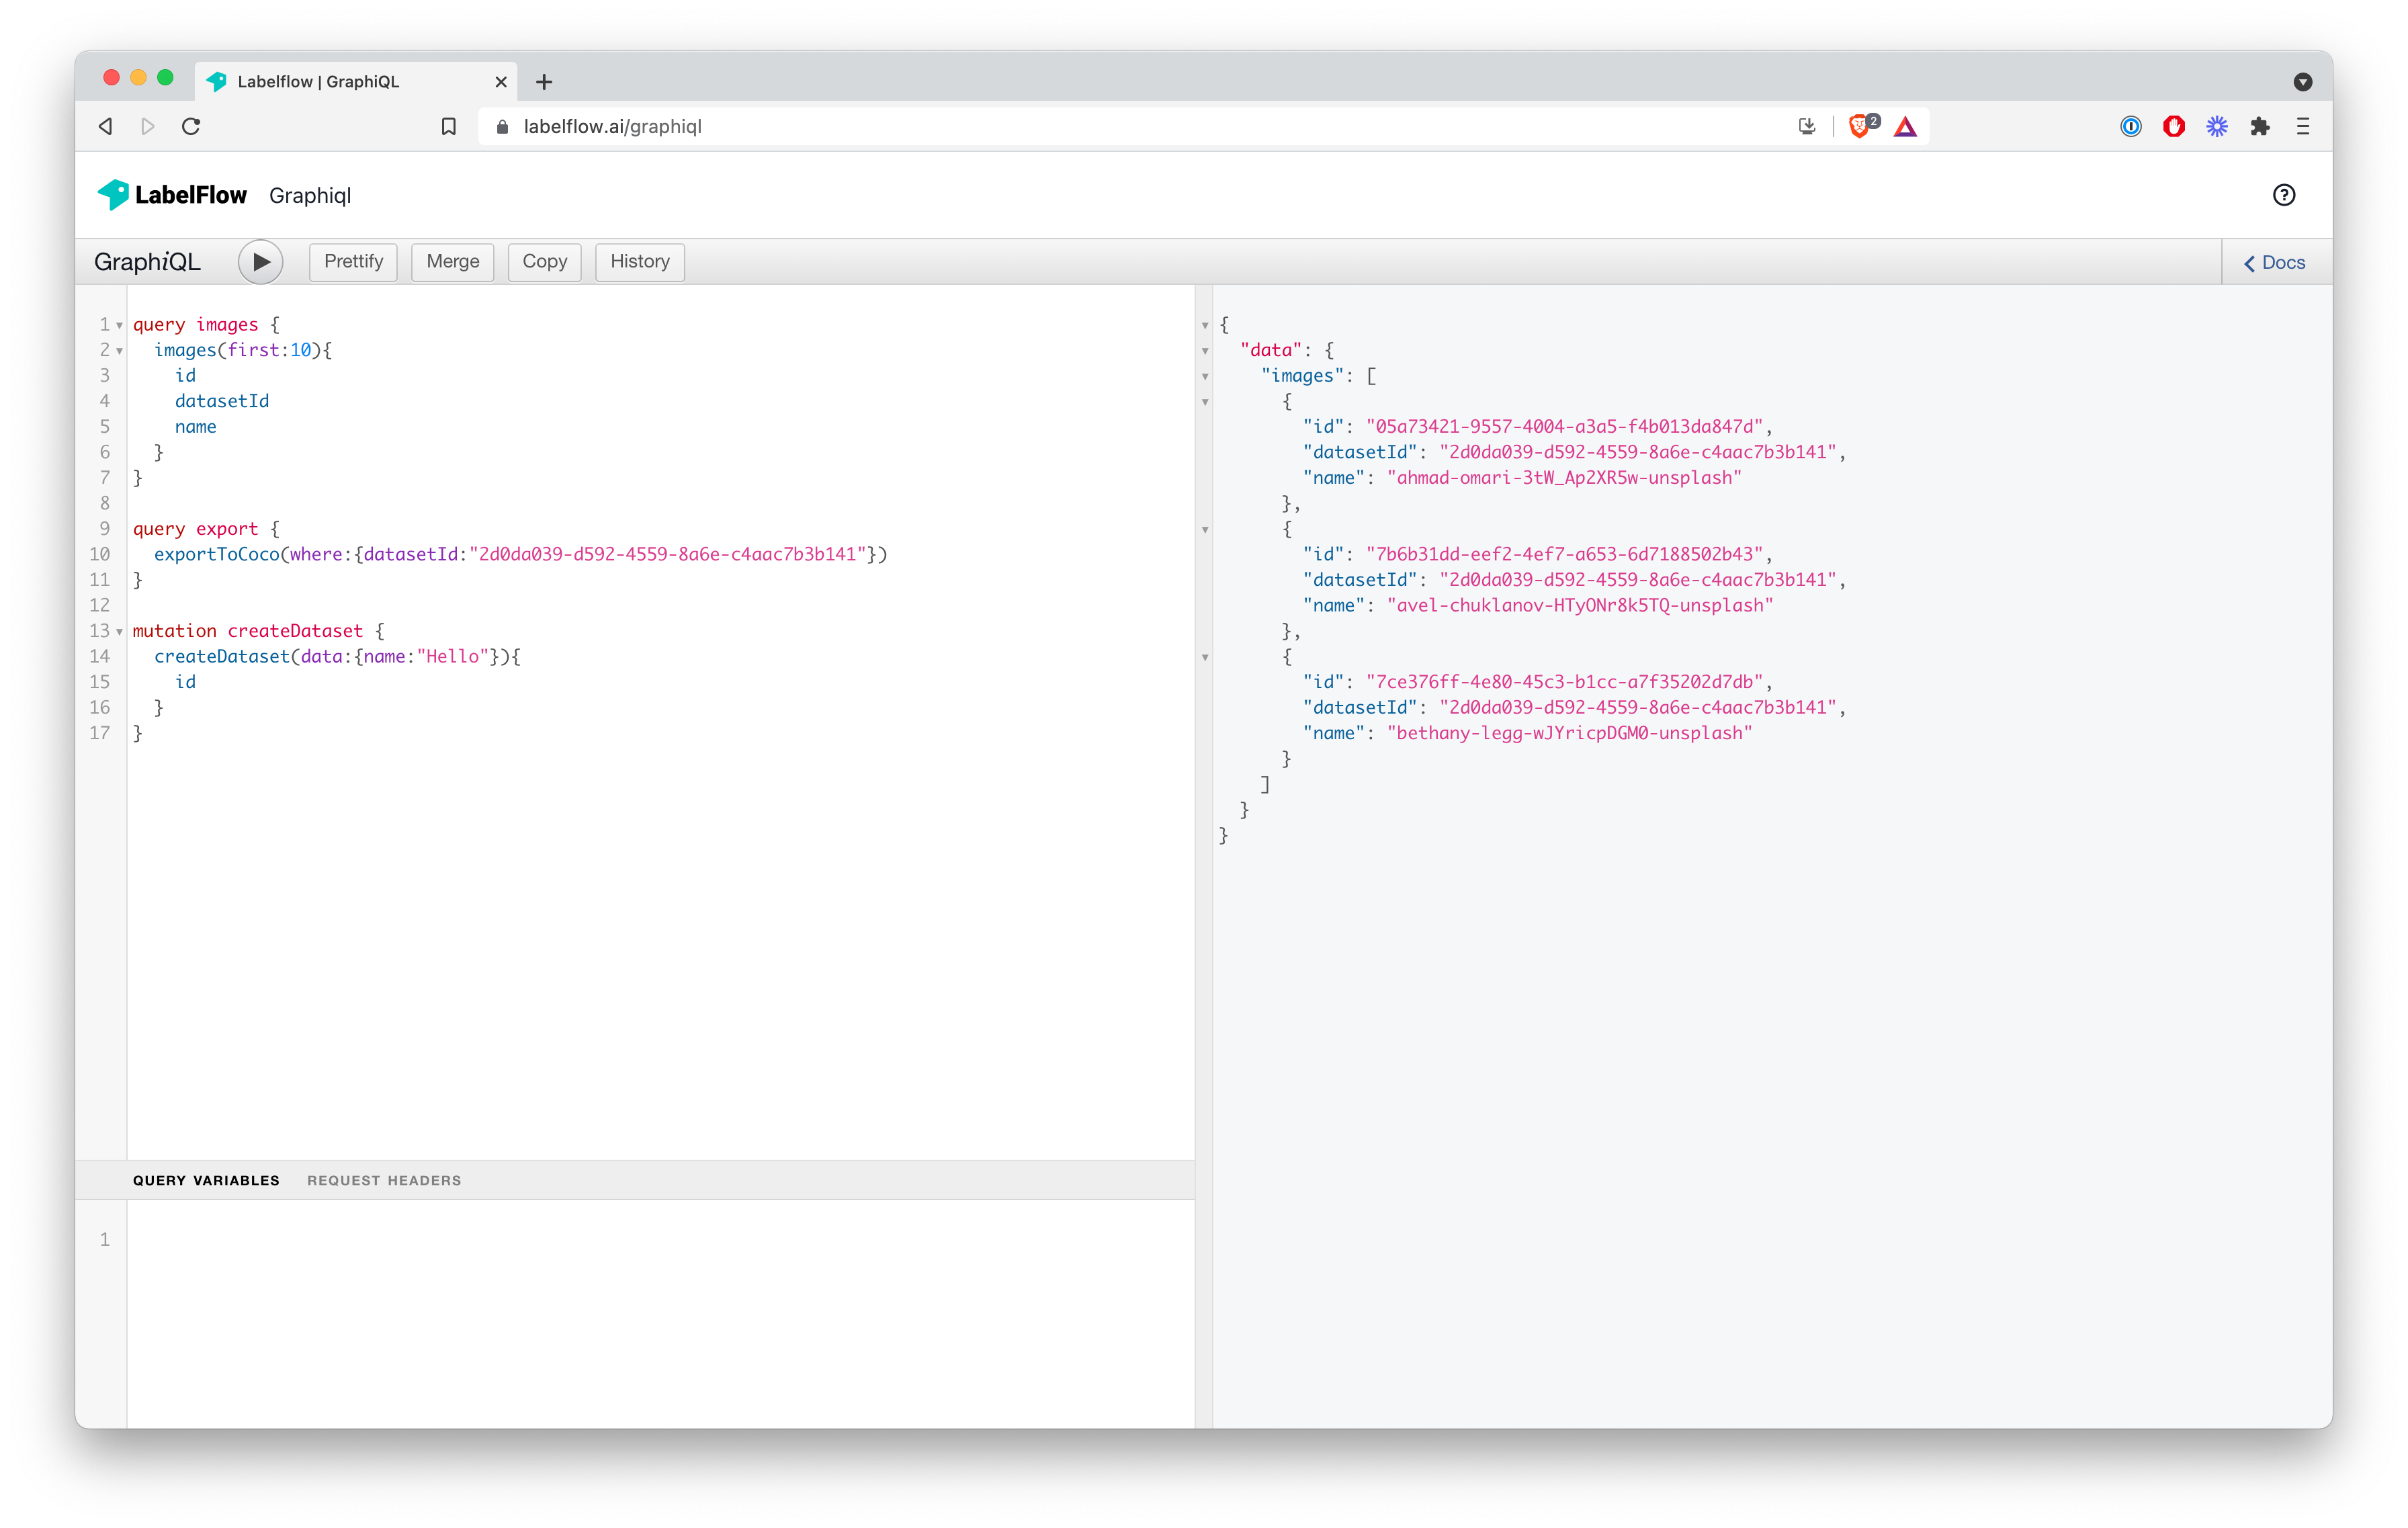 Labelflow | GraphiQL
labelflow.ai/graphiql
2
LabelFlow Graphiql
GraphiQL Prettify Merge Copy History Docs
1 query images {
2 images(first:10){
3 id
4 datasetId
5 name
6 }
7 }
8
9 query export {
10 exportToCoco(where:{datasetId:"2d0da039-d592-4559-8a6e-c4aac7b3b141"})
11 }
12
13 mutation createDataset {
14 createDataset(data:{name:"Hello"}){
15 id
16 }
17 }
QUERY VARIABLES REQUEST HEADERS
1
{
"data": {
"images": [
{
"id": "05a73421-9557-4004-a3a5-f4b013da847d",
"datasetId": "2d0da039-d592-4559-8a6e-c4aac7b3b141",
"name": "ahmad-omari-3tW_Ap2XR5w-unsplash"
},
{
"id": "7b6b31dd-eef2-4ef7-a653-6d7188502b43",
"datasetId": "2d0da039-d592-4559-8a6e-c4aac7b3b141",
"name": "avel-chuklanov-HTyONr8k5TQ-unsplash"
},
{
"id": "7ce376ff-4e80-45c3-b1cc-a7f35202d7db",
"datasetId": "2d0da039-d592-4559-8a6e-c4aac7b3b141",
"name": "bethany-legg-wJYricpDGM0-unsplash"
}
]
}
}